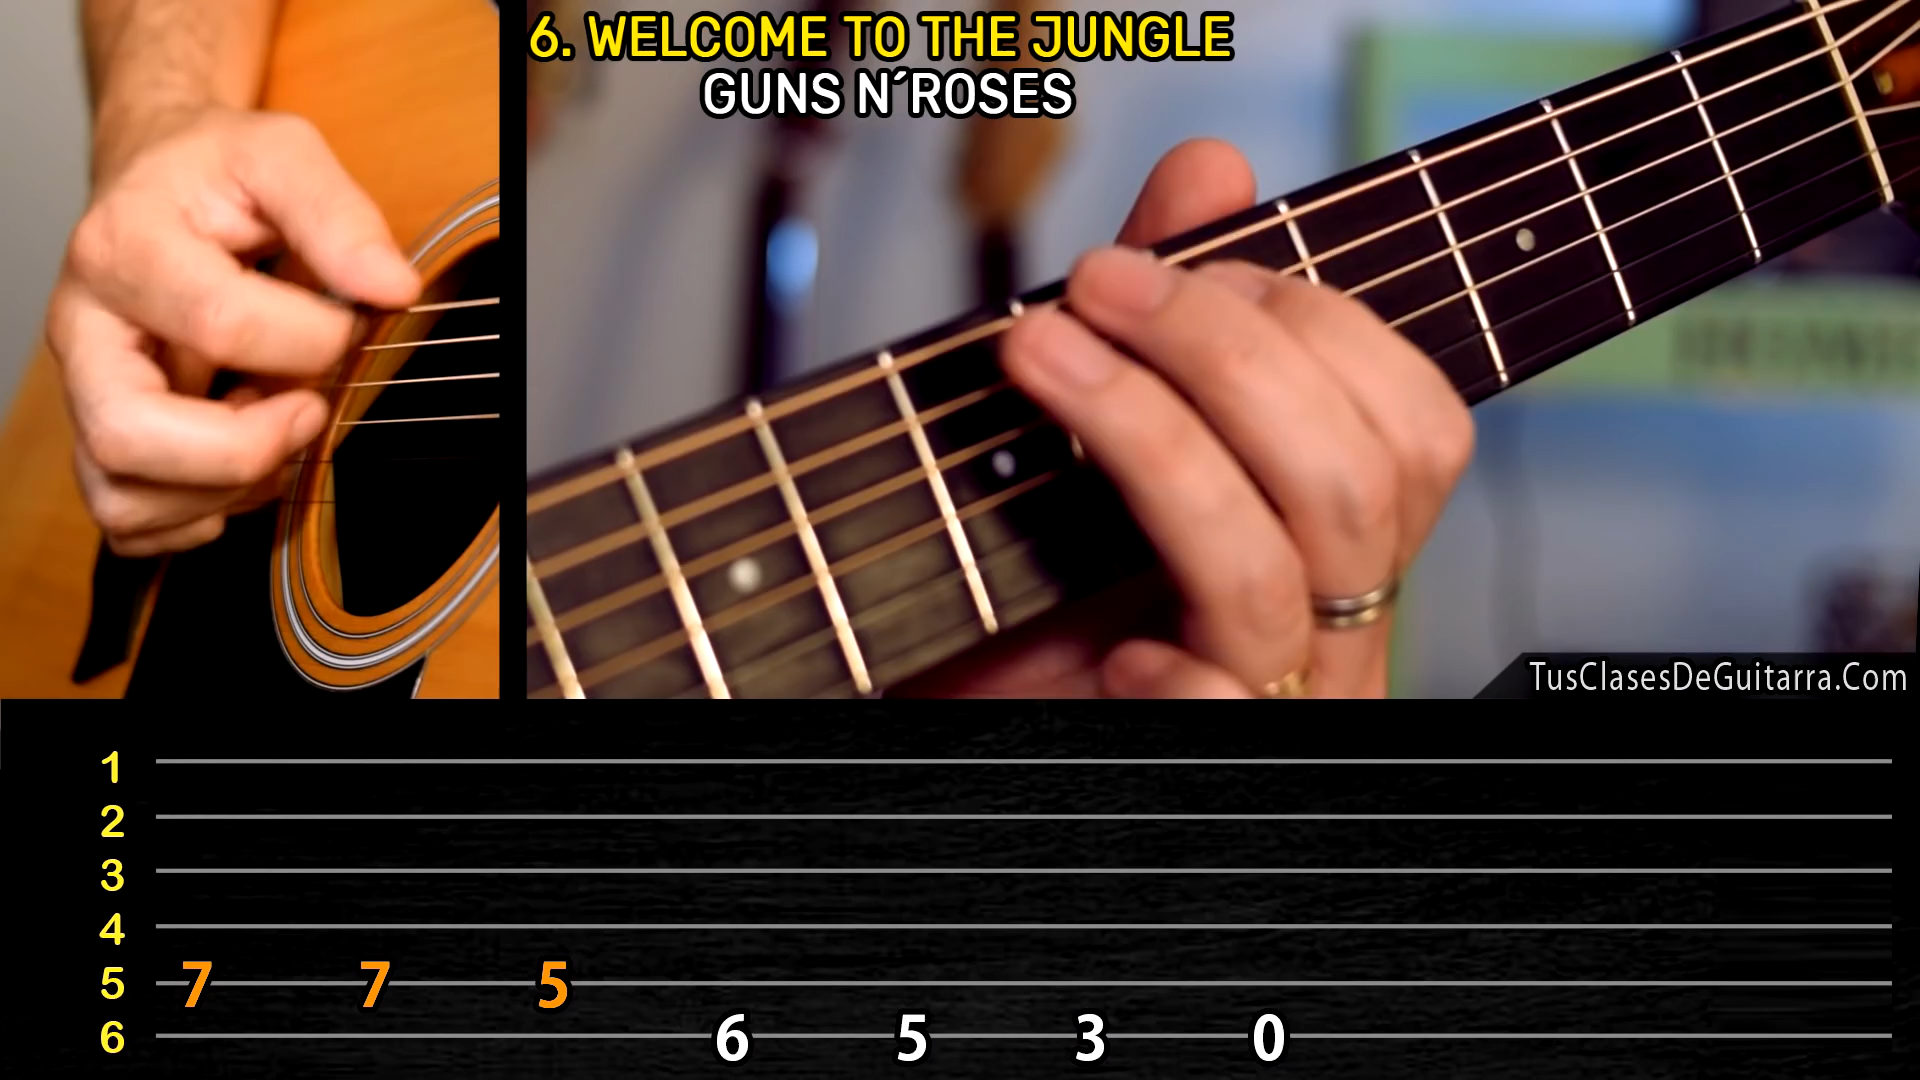 6. WELCOME TO THE JUNGLE
GUNS N´ROSES
TusClasesDeGuitarra.Com
1
2
3
4
5 7 7 5
6 6 5 3 0